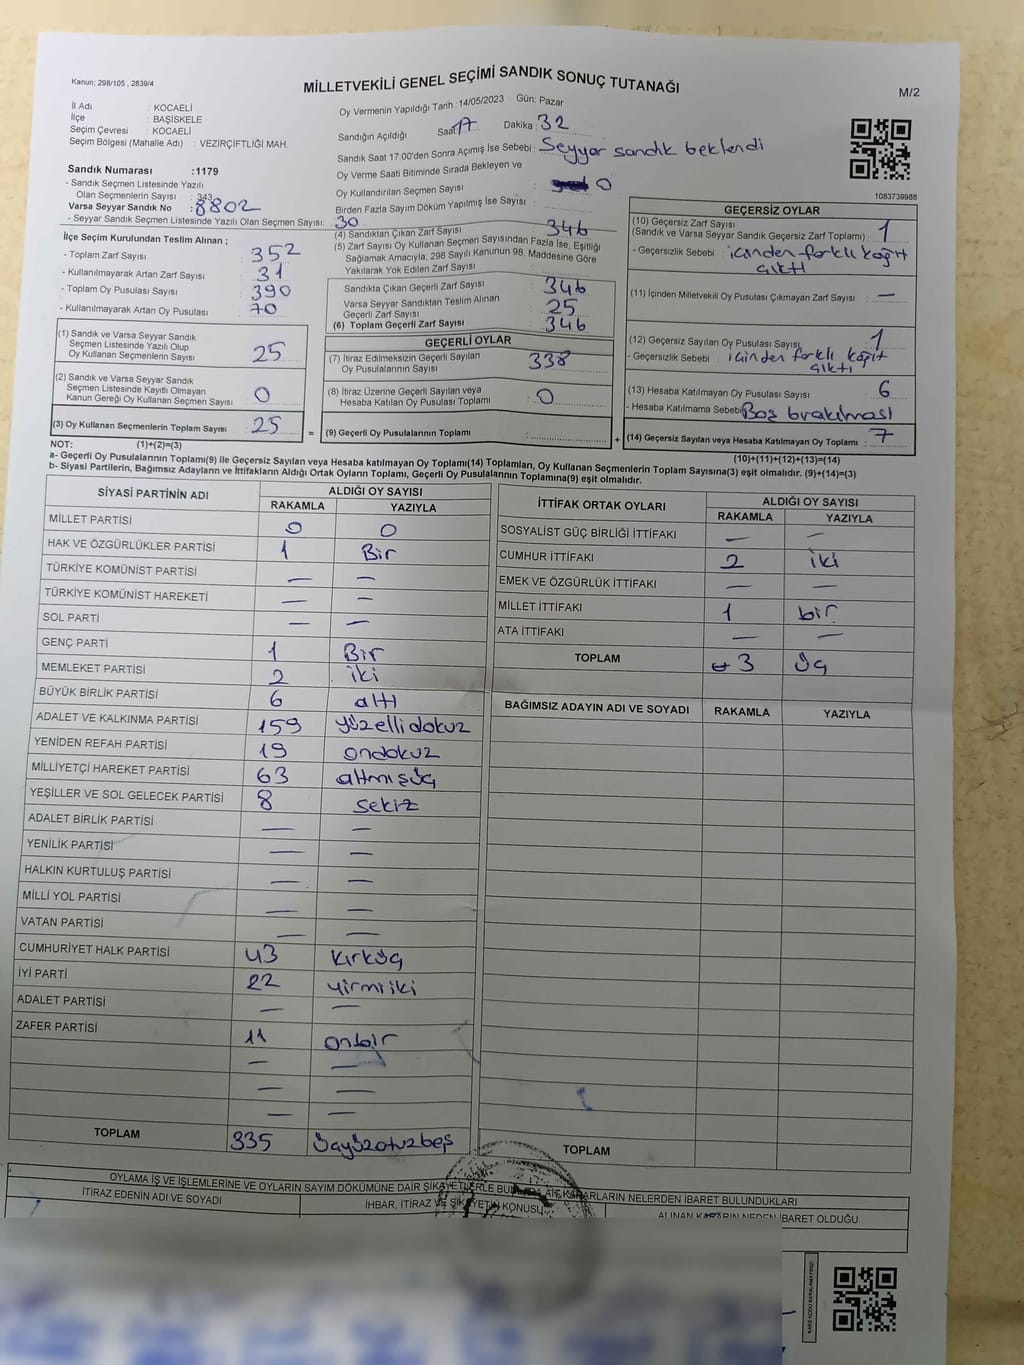 Kanun; 298/105 , 2839/4
MİLLETVEKİLİ GENEL SEÇİMİ SANDIK SONUÇ TUTANAĞI
M/2
İl Adı : KOCAELİ
İlçe : BAŞİSKELE
Seçim Çevresi : KOCAELİ
Seçim Bölgesi (Mahalle Adı) : VEZİRÇİFTLİĞİ MAH.
Sandık Numarası :1179
- Sandık Seçmen Listesinde Yazılı
Olan Seçmenlerin Sayısı : 343
Varsa Seyyar Sandık No : 8802
- Seyyar Sandık Seçmen Listesinde Yazılı Olan Seçmen Sayısı: 30
Oy Vermenin Yapıldığı Tarih :14/05/2023 Gün: Pazar
Sandığın Açıldığı Saat 17 Dakika : 32
Sandık Saat 17.00'den Sonra Açımış İse Sebebi : Seyyar sandık beklendi
Oy Verme Saati Bitiminde Sırada Bekleyen ve
Oy Kullandırılan Seçmen Sayısı : 0
Birden Fazla Sayım Döküm Yapılmış İse Sayısı :
1083739988
İlçe Seçim Kurulundan Teslim Alınan ;
- Toplam Zarf Sayısı : 352
- Kullanılmayarak Artan Zarf Sayısı : 31
- Toplam Oy Pusulası Sayısı : 390
- Kullanılmayarak Artan Oy Pusulası : 70
(4) Sandıktan Çıkan Zarf Sayısı : 346
(5) Zarf Sayısı Oy Kullanan Seçmen Sayısından Fazla İse, Eşitliği
Sağlamak Amacıyla; 298 Sayılı Kanunun 98. Maddesine Göre
Yakılarak Yok Edilen Zarf Sayısı :
Sandıkta Çıkan Geçerli Zarf Sayısı : 346
Varsa Seyyar Sandıktan Teslim Alınan
Geçerli Zarf Sayısı : 25
(6) Toplam Geçerli Zarf Sayısı : 346
GEÇERSİZ OYLAR
(10) Geçersiz Zarf Sayısı
(Sandık ve Varsa Seyyar Sandık Geçersiz Zarf Toplamı) : 1
- Geçersizlik Sebebi : içinden farklı kağıt
çıktı
(11) İçinden Milletvekili Oy Pusulası Çıkmayan Zarf Sayısı : —
(12) Geçersiz Sayılan Oy Pusulası Sayısı : 1
- Geçersizlik Sebebi : içinden farklı kağıt
çıktı
(13) Hesaba Katılmayan Oy Pusulası Sayısı : 6
- Hesaba Katılmama Sebebi : Boş bırakılması
(14) Geçersiz Sayılan veya Hesaba Katılmayan Oy Toplamı : 7
(10)+(11)+(12)+(13)=(14)
(1) Sandık ve Varsa Seyyar Sandık
Seçmen Listesinde Yazılı Olup
Oy Kullanan Seçmenlerin Sayısı : 25
(2) Sandık ve Varsa Seyyar Sandık
Seçmen Listesinde Kayıtlı Olmayan
Kanun Gereği Oy Kullanan Seçmen Sayısı : 0
(3) Oy Kullanan Seçmenlerin Toplam Sayısı : 25
=
GEÇERLİ OYLAR
(7) İtiraz Edilmeksizin Geçerli Sayılan
Oy Pusulalarının Sayısı : 338
(8) İtiraz Üzerine Geçerli Sayılan veya
Hesaba Katılan Oy Pusulası Toplamı : 0
(9) Geçerli Oy Pusulalarının Toplamı :
+
NOT: (1)+(2)=(3)
a- Geçerli Oy Pusulalarının Toplamı(9) ile Geçersiz Sayılan veya Hesaba katılmayan Oy Toplamı(14) Toplamları, Oy Kullanan Seçmenlerin Toplam Sayısına(3) eşit olmalıdır. (9)+(14)=(3)
b- Siyasi Partilerin, Bağımsız Adayların ve İttifakların Aldığı Ortak Oyların Toplamı, Geçerli Oy Pusulalarının Toplamına(9) eşit olmalıdır.
SİYASİ PARTİNİN ADI ALDIĞI OY SAYISI
RAKAMLA YAZIYLA
MİLLET PARTİSİ 0 0
HAK VE ÖZGÜRLÜKLER PARTİSİ 1 Bir
TÜRKİYE KOMÜNİST PARTİSİ — —
TÜRKİYE KOMÜNİST HAREKETİ — —
SOL PARTİ — —
GENÇ PARTİ 1 Bir
MEMLEKET PARTİSİ 2 iki
BÜYÜK BİRLİK PARTİSİ 6 altı
ADALET VE KALKINMA PARTİSİ 159 yüzellidokuz
YENİDEN REFAH PARTİSİ 19 ondokuz
MİLLİYETÇİ HAREKET PARTİSİ 63 altmışüç
YEŞİLLER VE SOL GELECEK PARTİSİ 8 sekiz
ADALET BİRLİK PARTİSİ — —
YENİLİK PARTİSİ — —
HALKIN KURTULUŞ PARTİSİ — —
MİLLİ YOL PARTİSİ — —
VATAN PARTİSİ — —
CUMHURİYET HALK PARTİSİ 43 kırküç
İYİ PARTİ 22 yirmiiki
ADALET PARTİSİ — —
ZAFER PARTİSİ 11 onbir
— —
— —
— —
TOPLAM 335 üçyüzotuzbeş
İTTİFAK ORTAK OYLARI ALDIĞI OY SAYISI
RAKAMLA YAZIYLA
SOSYALİST GÜÇ BİRLİĞİ İTTİFAKI — —
CUMHUR İTTİFAKI 2 iki
EMEK VE ÖZGÜRLÜK İTTİFAKI — —
MİLLET İTTİFAKI 1 bir
ATA İTTİFAKI — —
TOPLAM 3 üç
BAĞIMSIZ ADAYIN ADI VE SOYADI RAKAMLA YAZIYLA
TOPLAM
OYLAMA İŞ VE İŞLEMLERİNE VE OYLARIN SAYIM DÖKÜMÜNE DAİR ŞİKAYETLERLE BUNLARA AİT KARARLARIN NELERDEN İBARET BULUNDUKLARI
İTİRAZ EDENİN ADI VE SOYADI
İHBAR, İTİRAZ VE ŞİKAYETİN KONUSU
ALINAN KARARIN NEDEN İBARET OLDUĞU